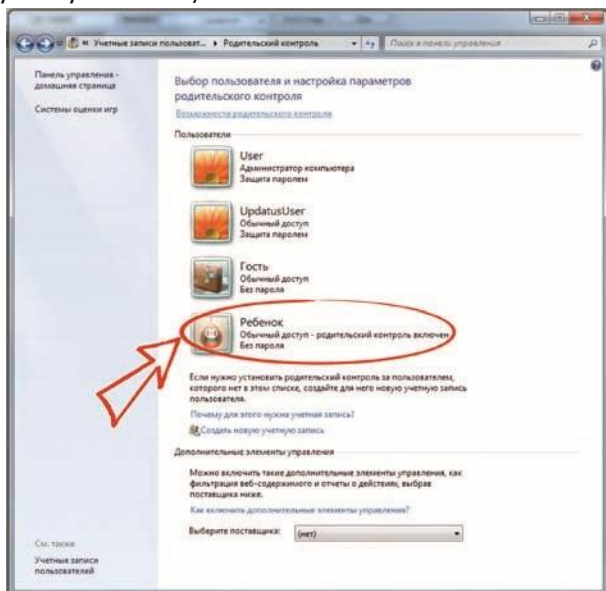 « Учетные записи пользоват... ▸ Родительский контроль
Поиск в панели управления
Панель управления -
домашняя страница
Системы оценки игр
Выбор пользователя и настройка параметров
родительского контроля
Возможности родительского контроля
Пользователи
User
Администратор компьютера
Защита паролем
UpdatusUser
Обычный доступ
Защита паролем
Гость
Обычный доступ
Без пароля
Ребенок
Обычный доступ - родительский контроль включен
Без пароля
Если нужно установить родительский контроль за пользователем,
которого нет в этом списке, создайте для него новую учетную запись
пользователя.
Почему для этого нужна учетная запись?
Создать новую учетную запись
Дополнительные элементы управления
Можно включить такие дополнительные элементы управления, как
фильтрация веб-содержимого и отчеты о действиях, выбрав
поставщика ниже.
Как включить дополнительные элементы управления?
Выберите поставщика: (нет)
См. также
Учетные записи
пользователей